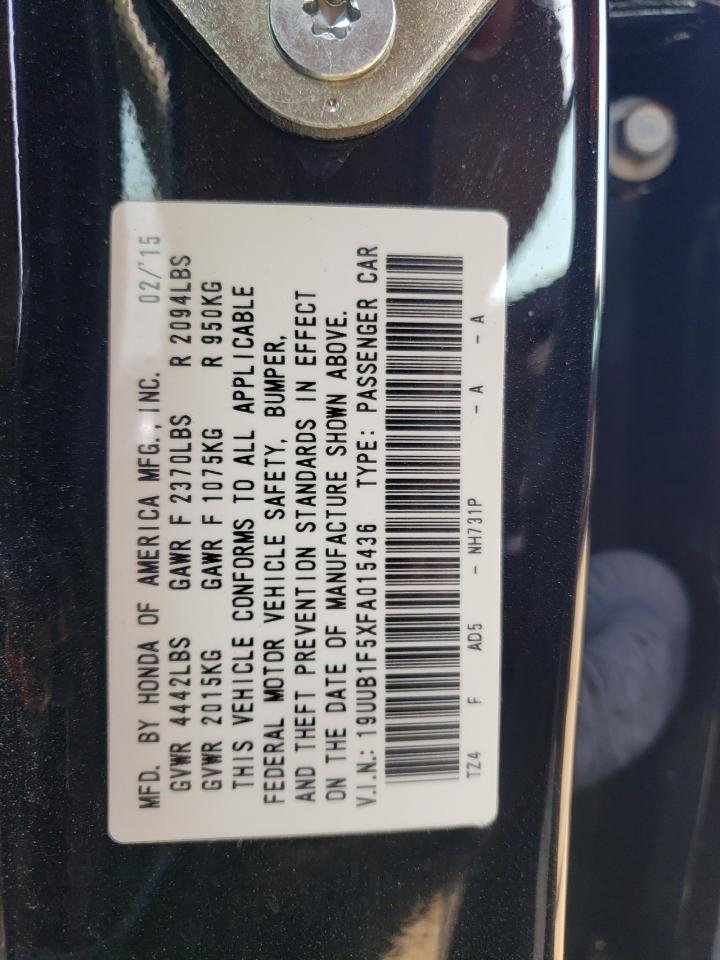 MFD. BY HONDA OF AMERICA MFG., INC. 02/'15
GVWR 4442LBS GAWR F 2370LBS R 2094LBS
GVWR 2015KG GAWR F 1075KG R 950KG
THIS VEHICLE CONFORMS TO ALL APPLICABLE
FEDERAL MOTOR VEHICLE SAFETY, BUMPER,
AND THEFT PREVENTION STANDARDS IN EFFECT
ON THE DATE OF MANUFACTURE SHOWN ABOVE.
V.I.N.: 19UUB1F5XFA015436 TYPE: PASSENGER CAR
TZ4 F AD5 - NH731P - A - A